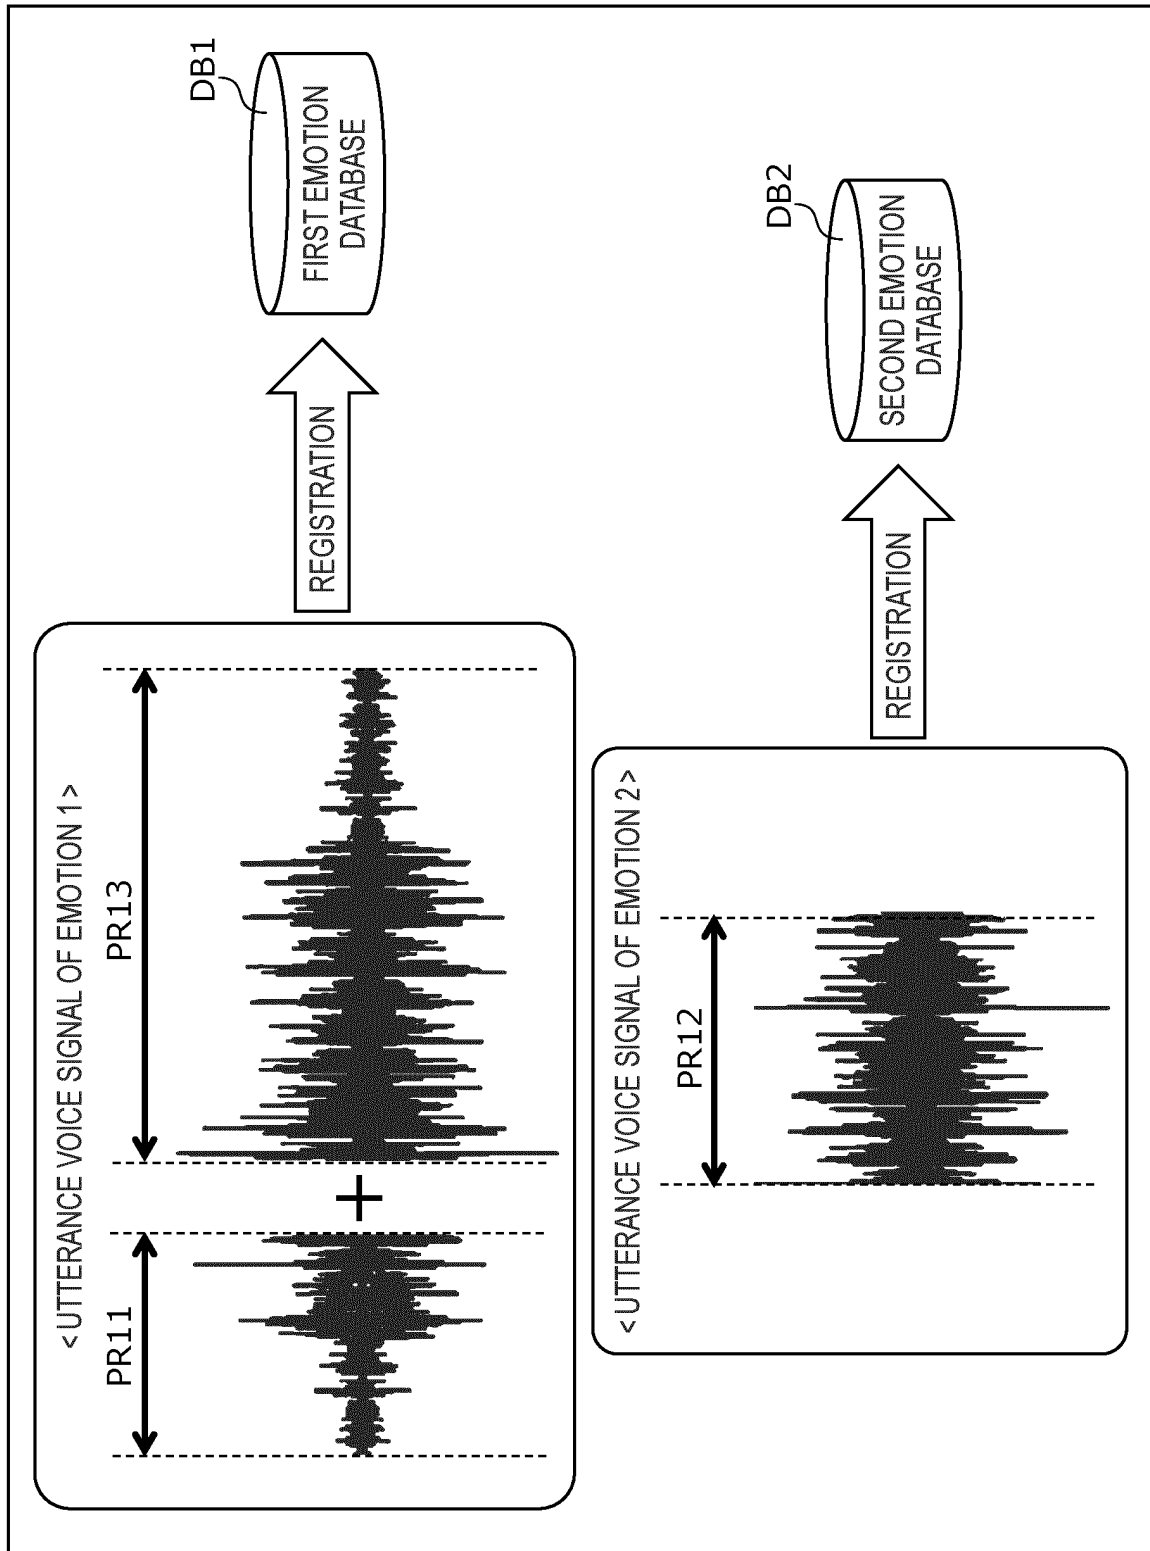 <UTTERANCE VOICE SIGNAL OF EMOTION 1>
PR11
PR13
+
REGISTRATION
DB1
FIRST EMOTION
DATABASE
<UTTERANCE VOICE SIGNAL OF EMOTION 2>
PR12
REGISTRATION
DB2
SECOND EMOTION
DATABASE